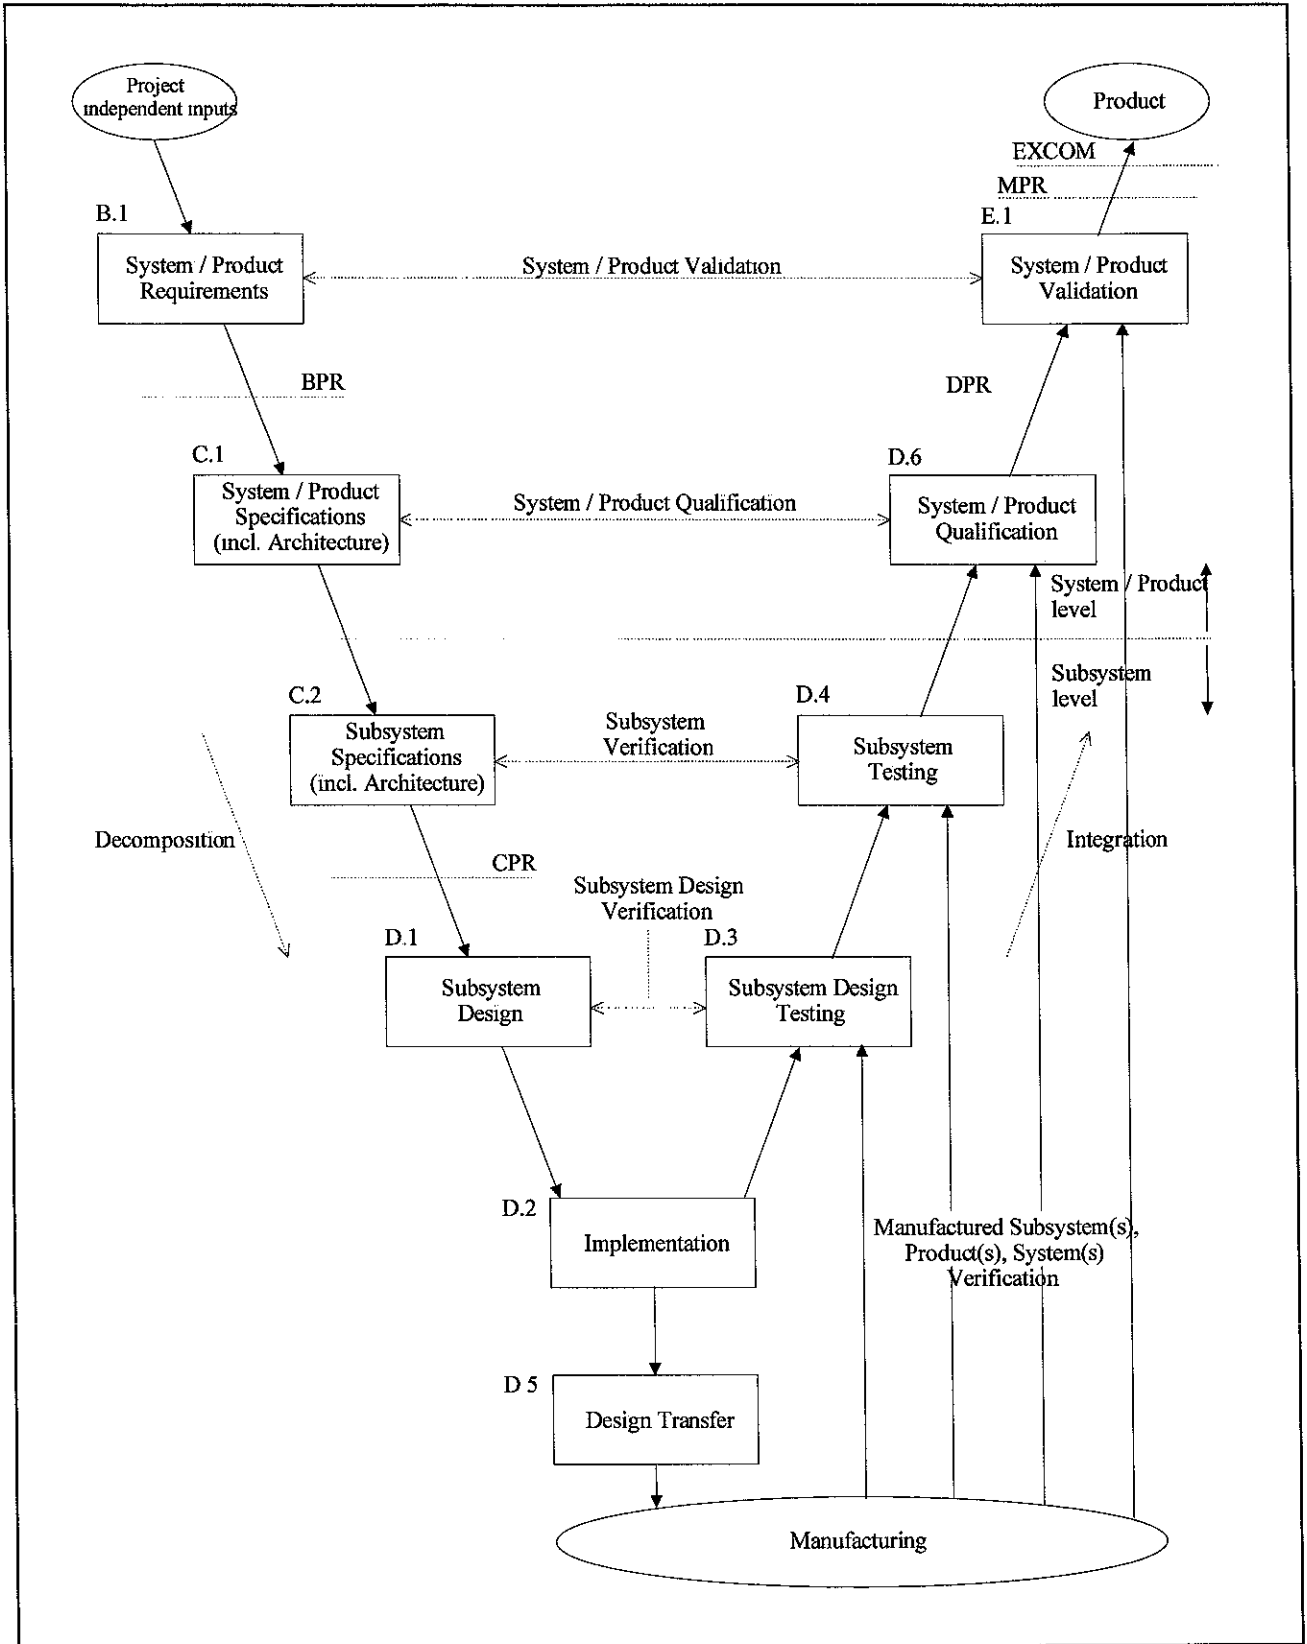 Project
independent inputs
Product
EXCOM
MPR
B.1
E.1
System / Product
Requirements
System / Product Validation
System / Product
Validation
BPR
DPR
C.1
D.6
System / Product
Specifications
(incl. Architecture)
System / Product Qualification
System / Product
Qualification
System / Product
level
Subsystem
level
C.2
D.4
Subsystem
Specifications
(incl. Architecture)
Subsystem
Verification
Subsystem
Testing
Decomposition
Integration
CPR
Subsystem Design
Verification
D.1
D.3
Subsystem
Design
Subsystem Design
Testing
D.2
Implementation
Manufactured Subsystem(s),
Product(s), System(s)
Verification
D 5
Design Transfer
Manufacturing